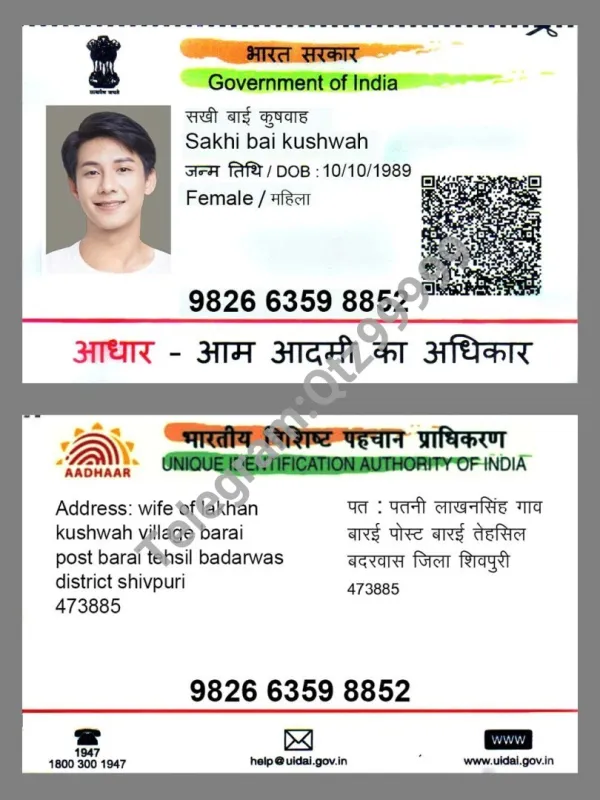 भारत सरकार
Government of India
सखी बाई कुषवाह
Sakhi bai kushwah
जन्म तिथि / DOB : 10/10/1989
Female / महिला
9826 6359 8852
आधार - आम आदमी का अधिकार
भारतीय विशिष्ट पहचान प्राधिकरण
AADHAAR
UNIQUE IDENTIFICATION AUTHORITY OF INDIA
Address: wife of lakhan
kushwah village barai
post barai tehsil badarwas
district shivpuri
473885
पत : पतनी लाखनसिंह गाव
बारई पोस्ट बारई तेहसिल
बदरवास जिला शिवपुरी
473885
9826 6359 8852
1947
1800 300 1947
help@uidai.gov.in
www
www.uidai.gov.in